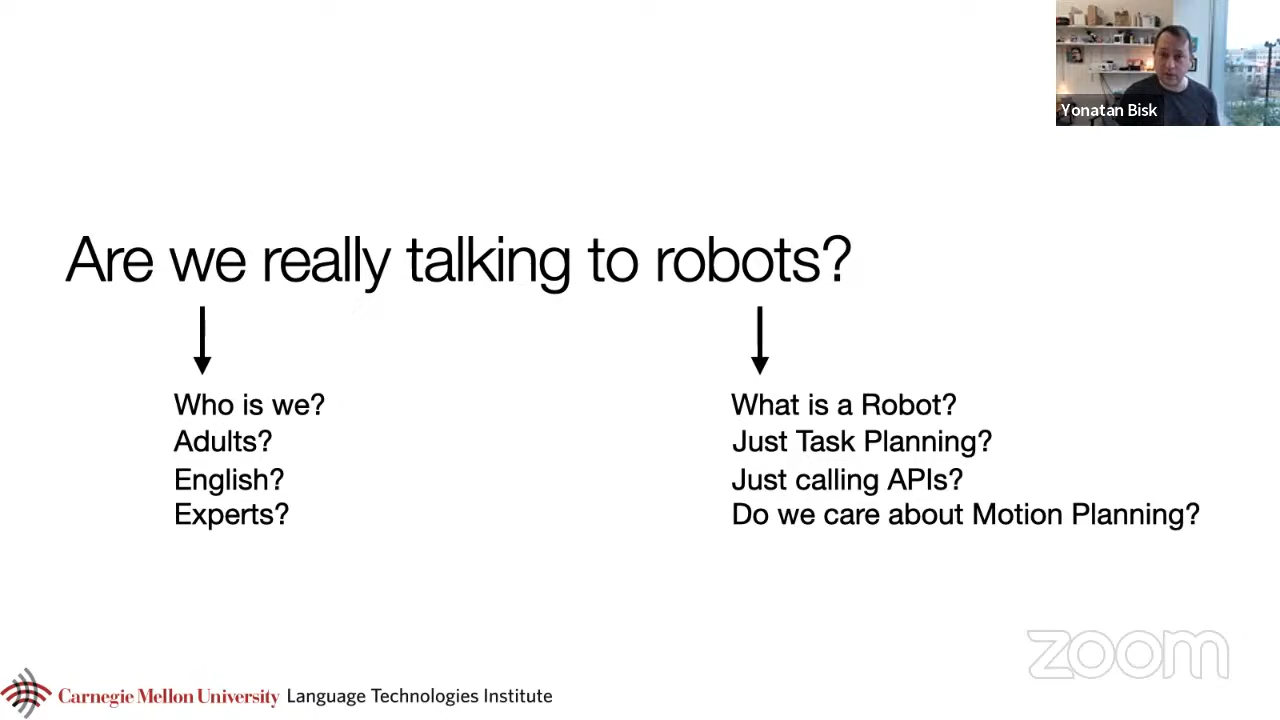 Yonatan Bisk
Are we really talking to robots?
Who is we?
Adults?
English?
Experts?
What is a Robot?
Just Task Planning?
Just calling APIs?
Do we care about Motion Planning?
zoom
Carnegie Mellon University Language Technologies Institute